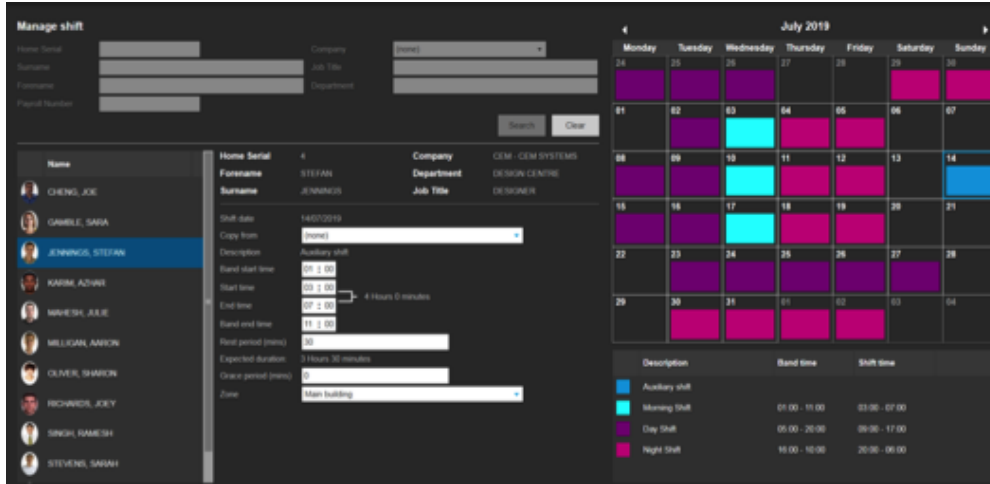 Manage shift
Home Serial
Company
(none)
Surname
Job Title
Forename
Department
Payroll Number
Search
Clear
Name
CHENG, JOE
GAMBLE, SARA
JENNINGS, STEFAN
KARIM, AZHAR
MAHESH, JULIE
MILLIGAN, AARON
OLIVER, SHARON
RICHARDS, JOEY
SINGH, RAMESH
STEVENS, SARAH
Home Serial 4 Company CEM - CEM SYSTEMS
Forename STEFAN Department DESIGN CENTRE
Surname JENNINGS Job Title DESIGNER
Shift date 14/07/2019
Copy from (none)
Description Auxiliary shift
Band start time 01 : 00
Start time 03 : 00
4 Hours 0 minutes
End time 07 : 00
Band end time 11 : 00
Rest period (mins) 30
Expected duration 3 Hours 30 minutes
Grace period (mins) 0
Zone Main building
July 2019
Monday Tuesday Wednesday Thursday Friday Saturday Sunday
24 25 26 27 28 29 30
01 02 03 04 05 06 07
08 09 10 11 12 13 14
15 16 17 18 19 20 21
22 23 24 25 26 27 28
29 30 31 01 02 03 04
Description Band time Shift time
Auxiliary shift
Morning Shift 01:00 - 11:00 03:00 - 07:00
Day Shift 05:00 - 20:00 09:00 - 17:00
Night Shift 16:00 - 10:00 20:00 - 06:00